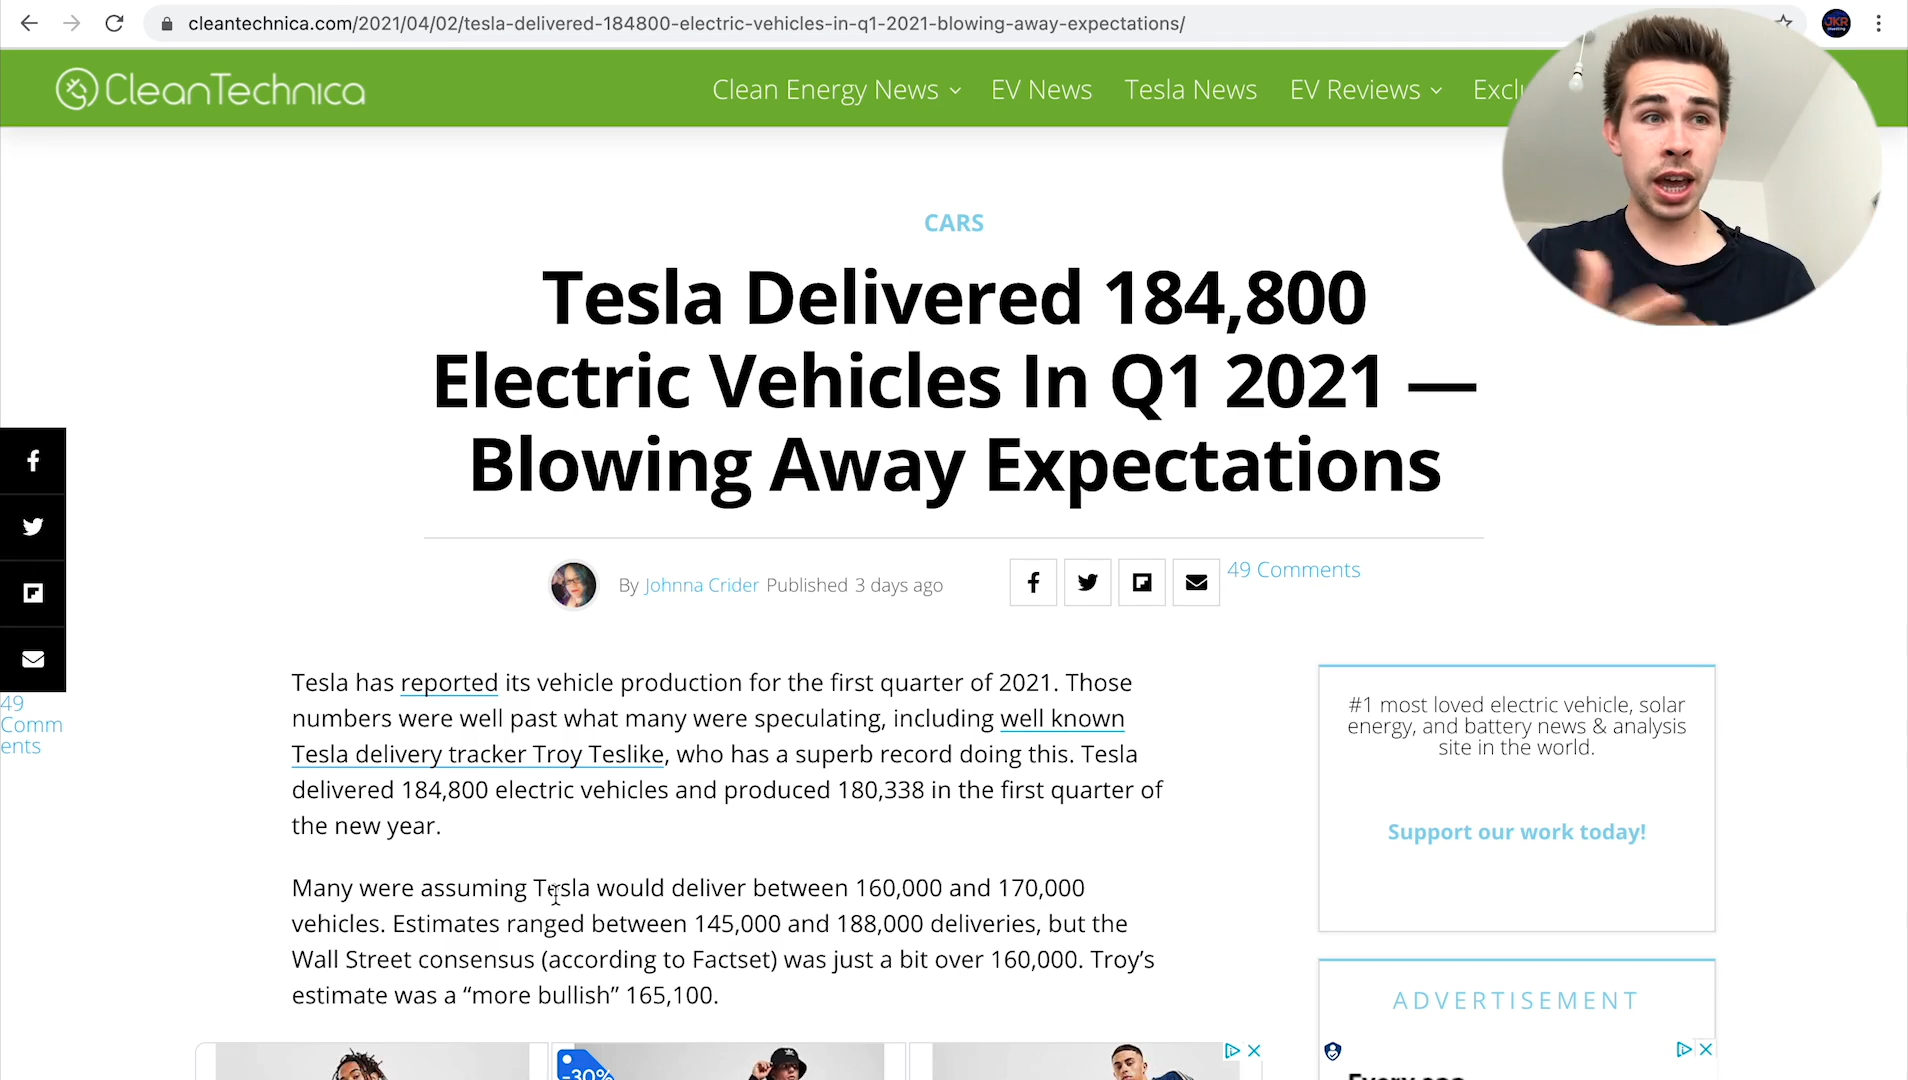 cleantechnica.com/2021/04/02/tesla-delivered-184800-electric-vehicles-in-q1-2021-blowing-away-expectations/
JKR
CleanTechnica
Clean Energy News
EV News
Tesla News
EV Reviews
Exclu
CARS
Tesla Delivered 184,800
Electric Vehicles In Q1 2021 —
Blowing Away Expectations
By Johnna Crider Published 3 days ago
49 Comments
49
Comm
ents
Tesla has reported its vehicle production for the first quarter of 2021. Those
numbers were well past what many were speculating, including well known
Tesla delivery tracker Troy Teslike, who has a superb record doing this. Tesla
delivered 184,800 electric vehicles and produced 180,338 in the first quarter of
the new year.
Many were assuming Tesla would deliver between 160,000 and 170,000
vehicles. Estimates ranged between 145,000 and 188,000 deliveries, but the
Wall Street consensus (according to Factset) was just a bit over 160,000. Troy’s
estimate was a “more bullish” 165,100.
#1 most loved electric vehicle, solar
energy, and battery news & analysis
site in the world.
Support our work today!
ADVERTISEMENT
-30%